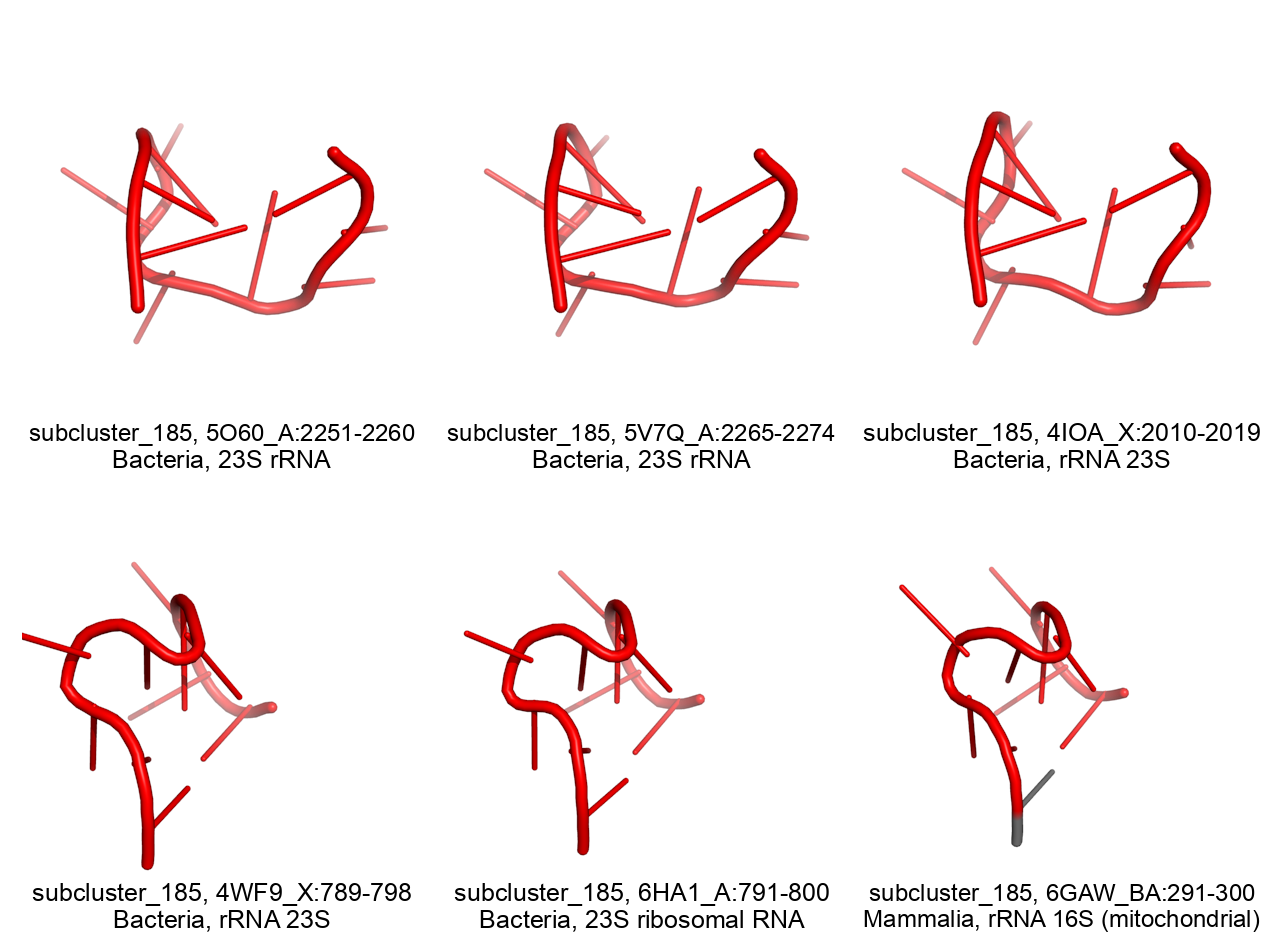 subcluster_185, 5O60_A:2251-2260
Bacteria, 23S rRNA
subcluster_185, 5V7Q_A:2265-2274
Bacteria, 23S rRNA
subcluster_185, 4IOA_X:2010-2019
Bacteria, rRNA 23S
subcluster_185, 4WF9_X:789-798
Bacteria, rRNA 23S
subcluster_185, 6HA1_A:791-800
Bacteria, 23S ribosomal RNA
subcluster_185, 6GAW_BA:291-300
Mammalia, rRNA 16S (mitochondrial)